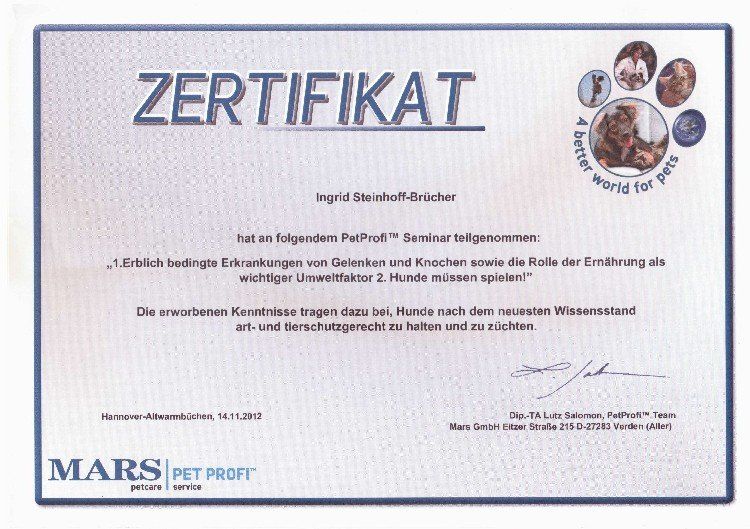 ZERTIFIKAT
A better world for pets
Ingrid Steinhoff-Brücher
hat an folgendem PetProfi™ Seminar teilgenommen:
„1.Erblich bedingte Erkrankungen von Gelenken und Knochen sowie die Rolle der Ernährung als
wichtiger Umweltfaktor 2. Hunde müssen spielen!”
Die erworbenen Kenntnisse tragen dazu bei, Hunde nach dem neuesten Wissensstand
art- und tierschutzgerecht zu halten und zu züchten.
Hannover-Altwarmbüchen, 14.11.2012
Dip.-TA Lutz Salomon, PetProfi™ Team
Mars GmbH Eitzer Straße 215 D-27283 Verden (Aller)
MARS PET PROFI™
petcare service